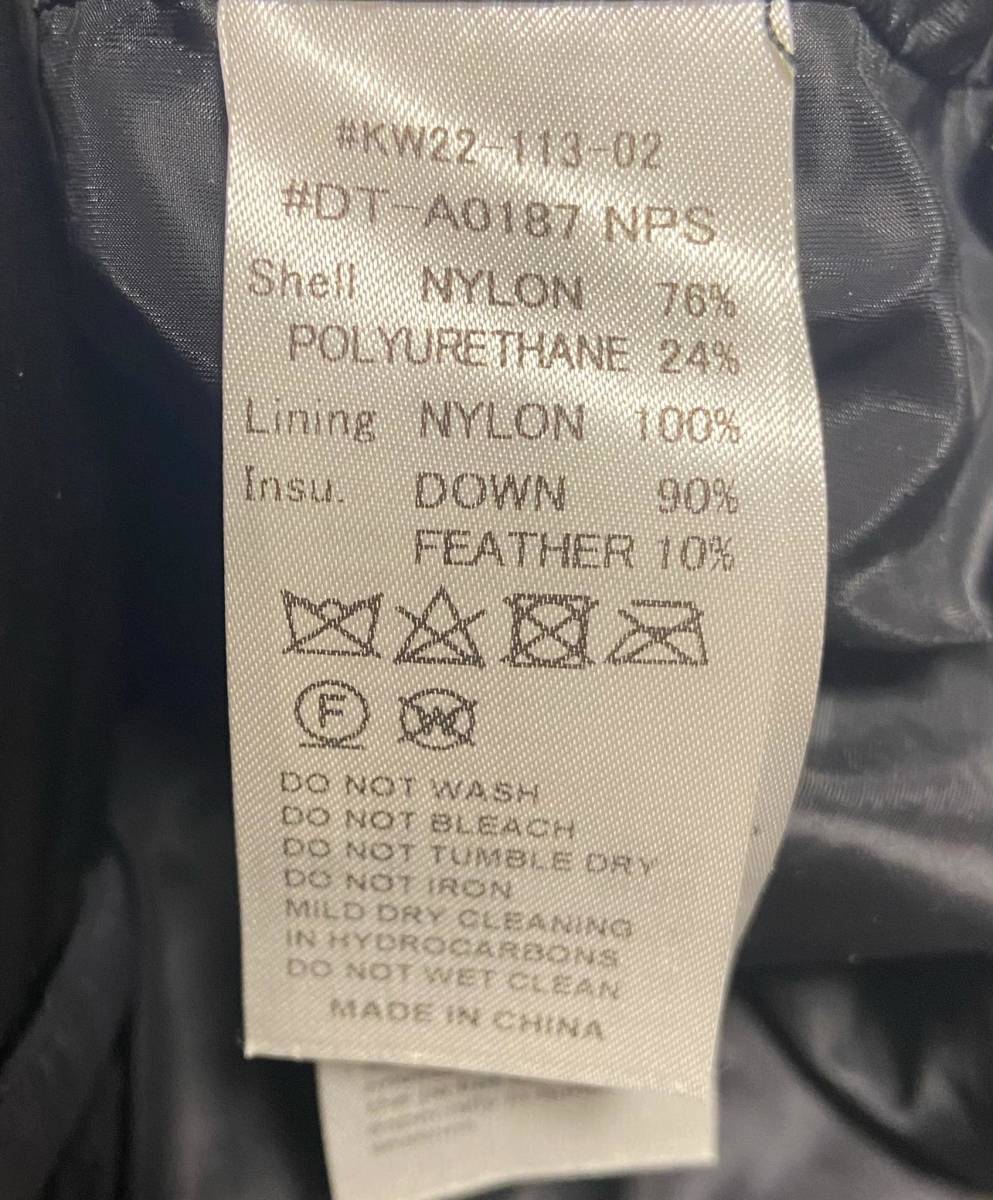 #KW22-113-02
#DT-A0187 NPS
Shell NYLON 76%
POLYURETHANE 24%
Lining NYLON 100%
Insu. DOWN 90%
FEATHER 10%
F W
DO NOT WASH
DO NOT BLEACH
DO NOT TUMBLE DRY
DO NOT IRON
MILD DRY CLEANING
IN HYDROCARBONS
DO NOT WET CLEAN
MADE IN CHINA